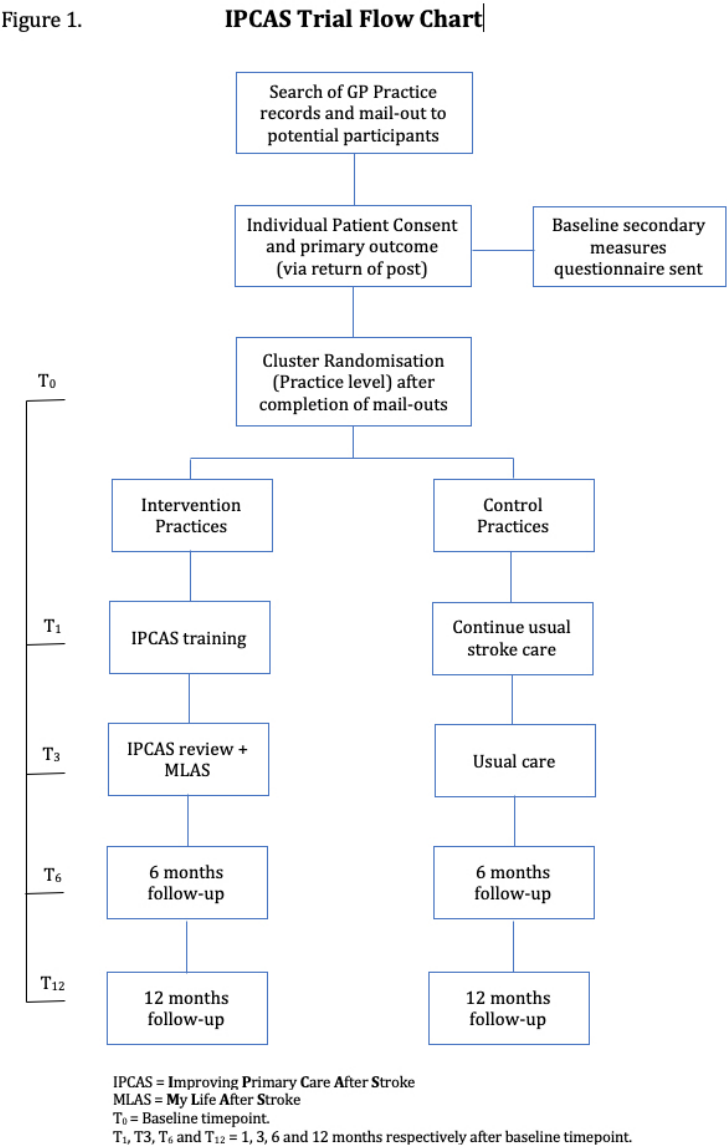 Figure 1.
IPCAS Trial Flow Chart
Search of GP Practice
records and mail-out to
potential participants
Individual Patient Consent
and primary outcome
(via return of post)
Baseline secondary
measures
questionnaire sent
Cluster Randomisation
(Practice level) after
completion of mail-outs
T₀
Intervention
Practices
Control
Practices
T₁
IPCAS training
Continue usual
stroke care
T₃
IPCAS review +
MLAS
Usual care
T₆
6 months
follow-up
6 months
follow-up
T₁₂
12 months
follow-up
12 months
follow-up
IPCAS = Improving Primary Care After Stroke
MLAS = My Life After Stroke
T₀ = Baseline timepoint.
T₁, T3, T₆ and T₁₂ = 1, 3, 6 and 12 months respectively after baseline timepoint.